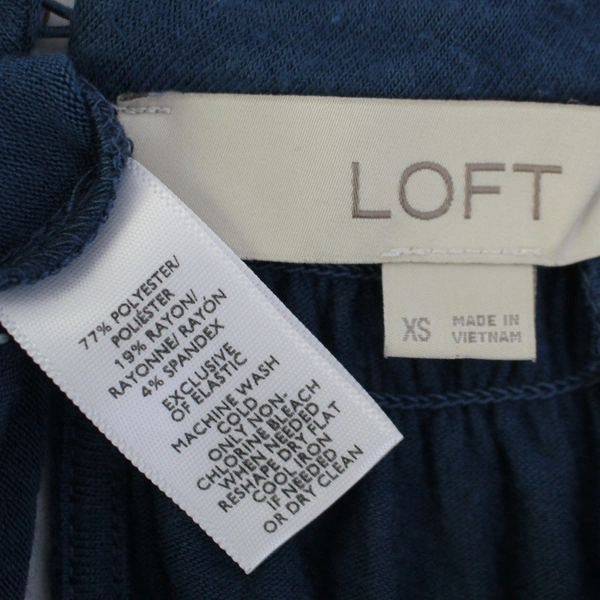 LOFT
XS
MADE IN
VIETNAM
77% POLYESTER/
POLIÉSTER
19% RAYON/
RAYONNE/RAYÓN
4% SPANDEX
EXCLUSIVE
OF ELASTIC
MACHINE WASH
COLD
ONLY NON-
CHLORINE BLEACH
WHEN NEEDED
RESHAPE DRY FLAT
COOL IRON
IF NEEDED
OR DRY CLEAN